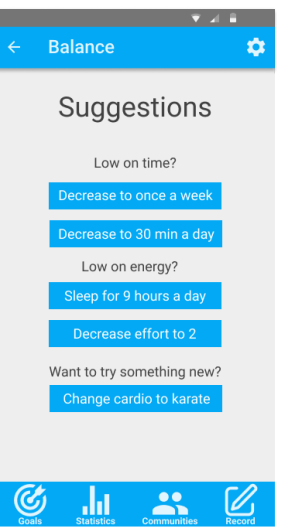 Balance
Suggestions
Low on time?
Decrease to once a week
Decrease to 30 min a day
Low on energy?
Sleep for 9 hours a day
Decrease effort to 2
Want to try something new?
Change cardio to karate
Goals Statistics Communities Record